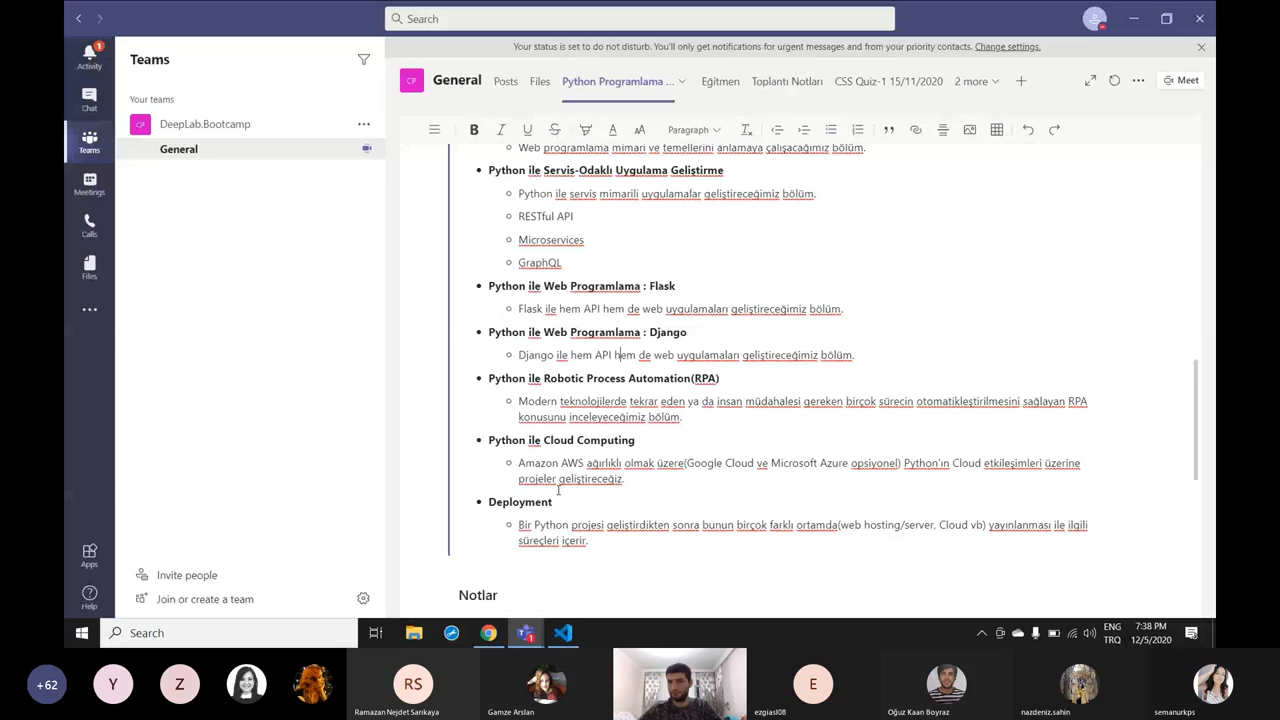 Search
Your status is set to do not disturb. You'll only get notifications for urgent messages and from your priority contacts. Change settings.
Activity
Chat
Teams
Meetings
Calls
Files
Apps
Help
Teams
Your teams
CP
DeepLab.Bootcamp
General
Invite people
Join or create a team
CP
General
Posts
Files
Python Programlama ...
Eğitmen
Toplantı Notları
CSS Quiz-1 15/11/2020
2 more
Meet
B I U S A AA Paragraph
Web programlama mimari ve temellerini anlamaya çalışacağımız bölüm.
Python ile Servis-Odaklı Uygulama Geliştirme
Python ile servis mimarili uygulamalar geliştireceğimiz bölüm.
RESTful API
Microservices
GraphQL
Python ile Web Programlama : Flask
Flask ile hem API hem de web uygulamaları geliştireceğimiz bölüm.
Python ile Web Programlama : Django
Django ile hem API hem de web uygulamaları geliştireceğimiz bölüm.
Python ile Robotic Process Automation(RPA)
Modern teknolojilerde tekrar eden ya da insan müdahalesi gereken birçok sürecin otomatikleştirilmesini sağlayan RPA
konusunu inceleyeceğimiz bölüm.
Python ile Cloud Computing
Amazon AWS ağırlıklı olmak üzere(Google Cloud ve Microsoft Azure opsiyonel) Python'ın Cloud etkileşimleri üzerine
projeler geliştireceğiz.
Deployment
Bir Python projesi geliştirdikten sonra bunun birçok farklı ortamda(web hosting/server, Cloud vb) yayınlanması ile ilgili
süreçleri içerir.
Notlar
Search
ENG
TRQ
7:38 PM
12/5/2020
+62
Y
Z
RS
Ramazan Nejdet Sarıkaya
Gamze Arslan
E
ezgiasl08
Oğuz Kaan Boyraz
nazdeniz.sahin
semanurkps